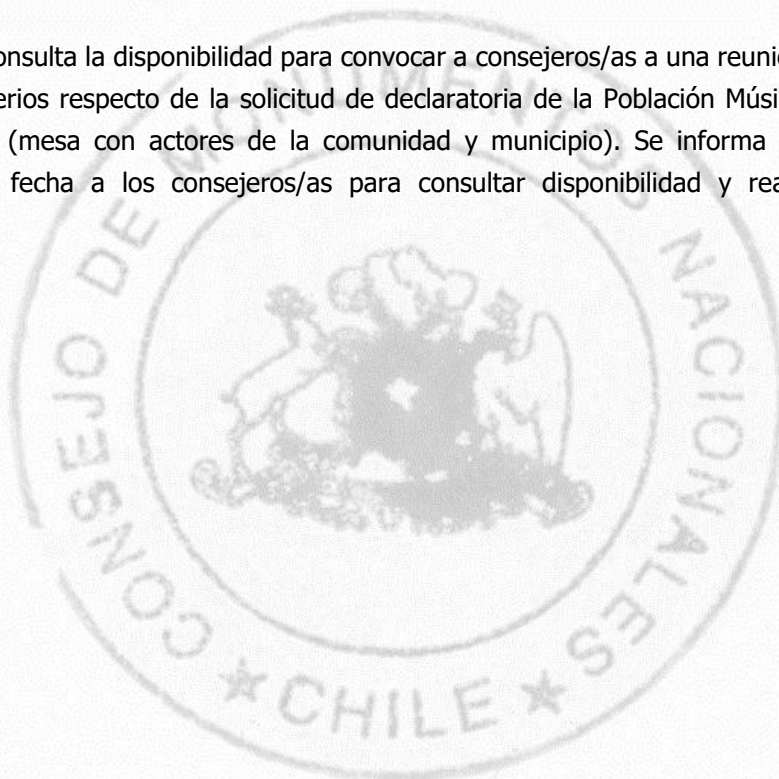 onsulta la disponibilidad para convocar a consejeros/as a una reuni
erios respecto de la solicitud de declaratoria de la Población Músi
(mesa con actores de la comunidad y municipio). Se informa
fecha a los consejeros/as para consultar disponibilidad y rea
CONSEJO DE MONUMENTOS NACIONALES
★ CHILE ★